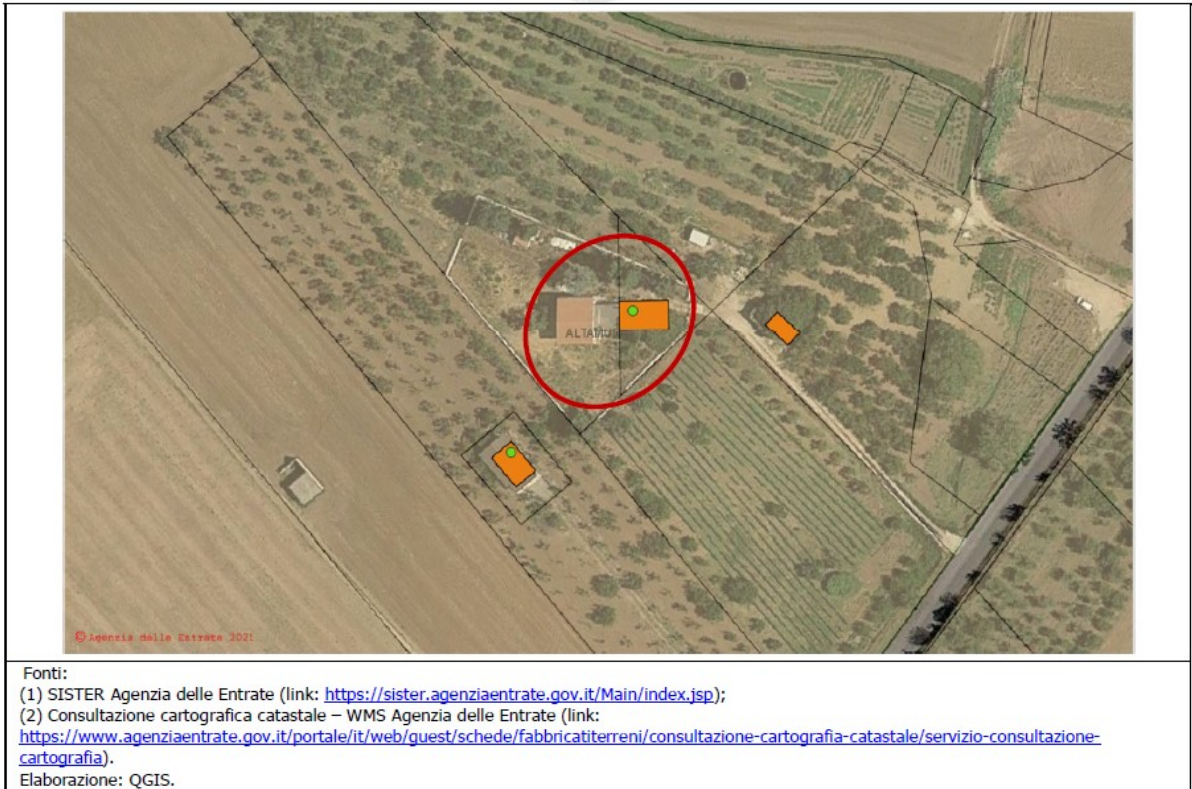 ALTAMU
©Agenzia delle Entrate 2021
Fonti:
(1) SISTER Agenzia delle Entrate (link: https://sister.agenziaentrate.gov.it/Main/index.jsp);
(2) Consultazione cartografica catastale – WMS Agenzia delle Entrate (link:
https://www.agenziaentrate.gov.it/portale/it/web/guest/schede/fabbricatiterreni/consultazione-cartografia-catastale/servizio-consultazione-
cartografia).
Elaborazione: QGIS.